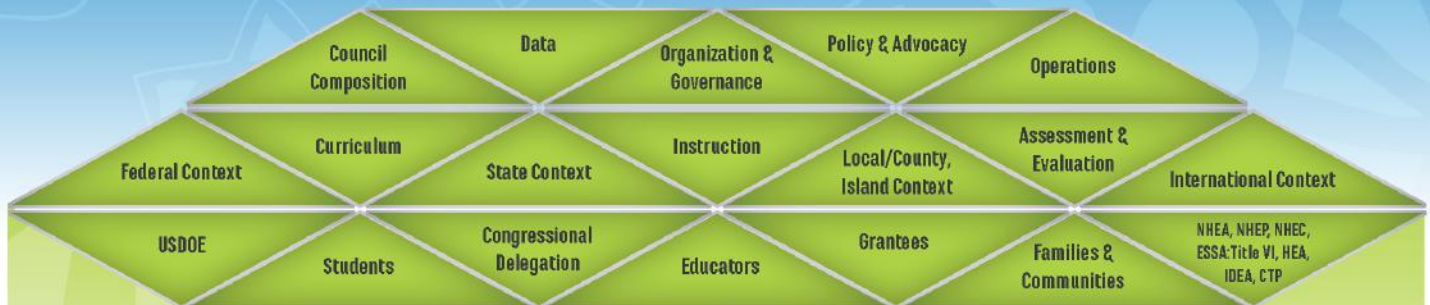 Council
Composition
Data
Organization &
Governance
Policy & Advocacy
Operations
Federal Context
Curriculum
State Context
Instruction
Local/County,
Island Context
Assessment &
Evaluation
International Context
USDOE
Students
Congressional
Delegation
Educators
Grantees
Families &
Communities
NHEA, NHEP, NHEC,
ESSA:Title VI, HEA,
IDEA, CTP